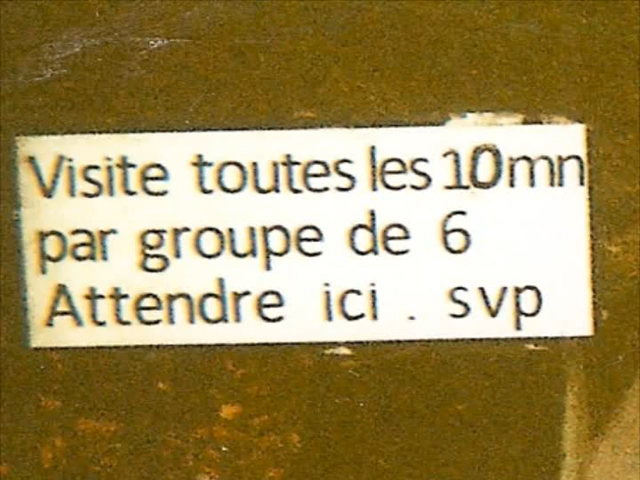 Visite toutes les 10mn
par groupe de 6
Attendre ici . svp